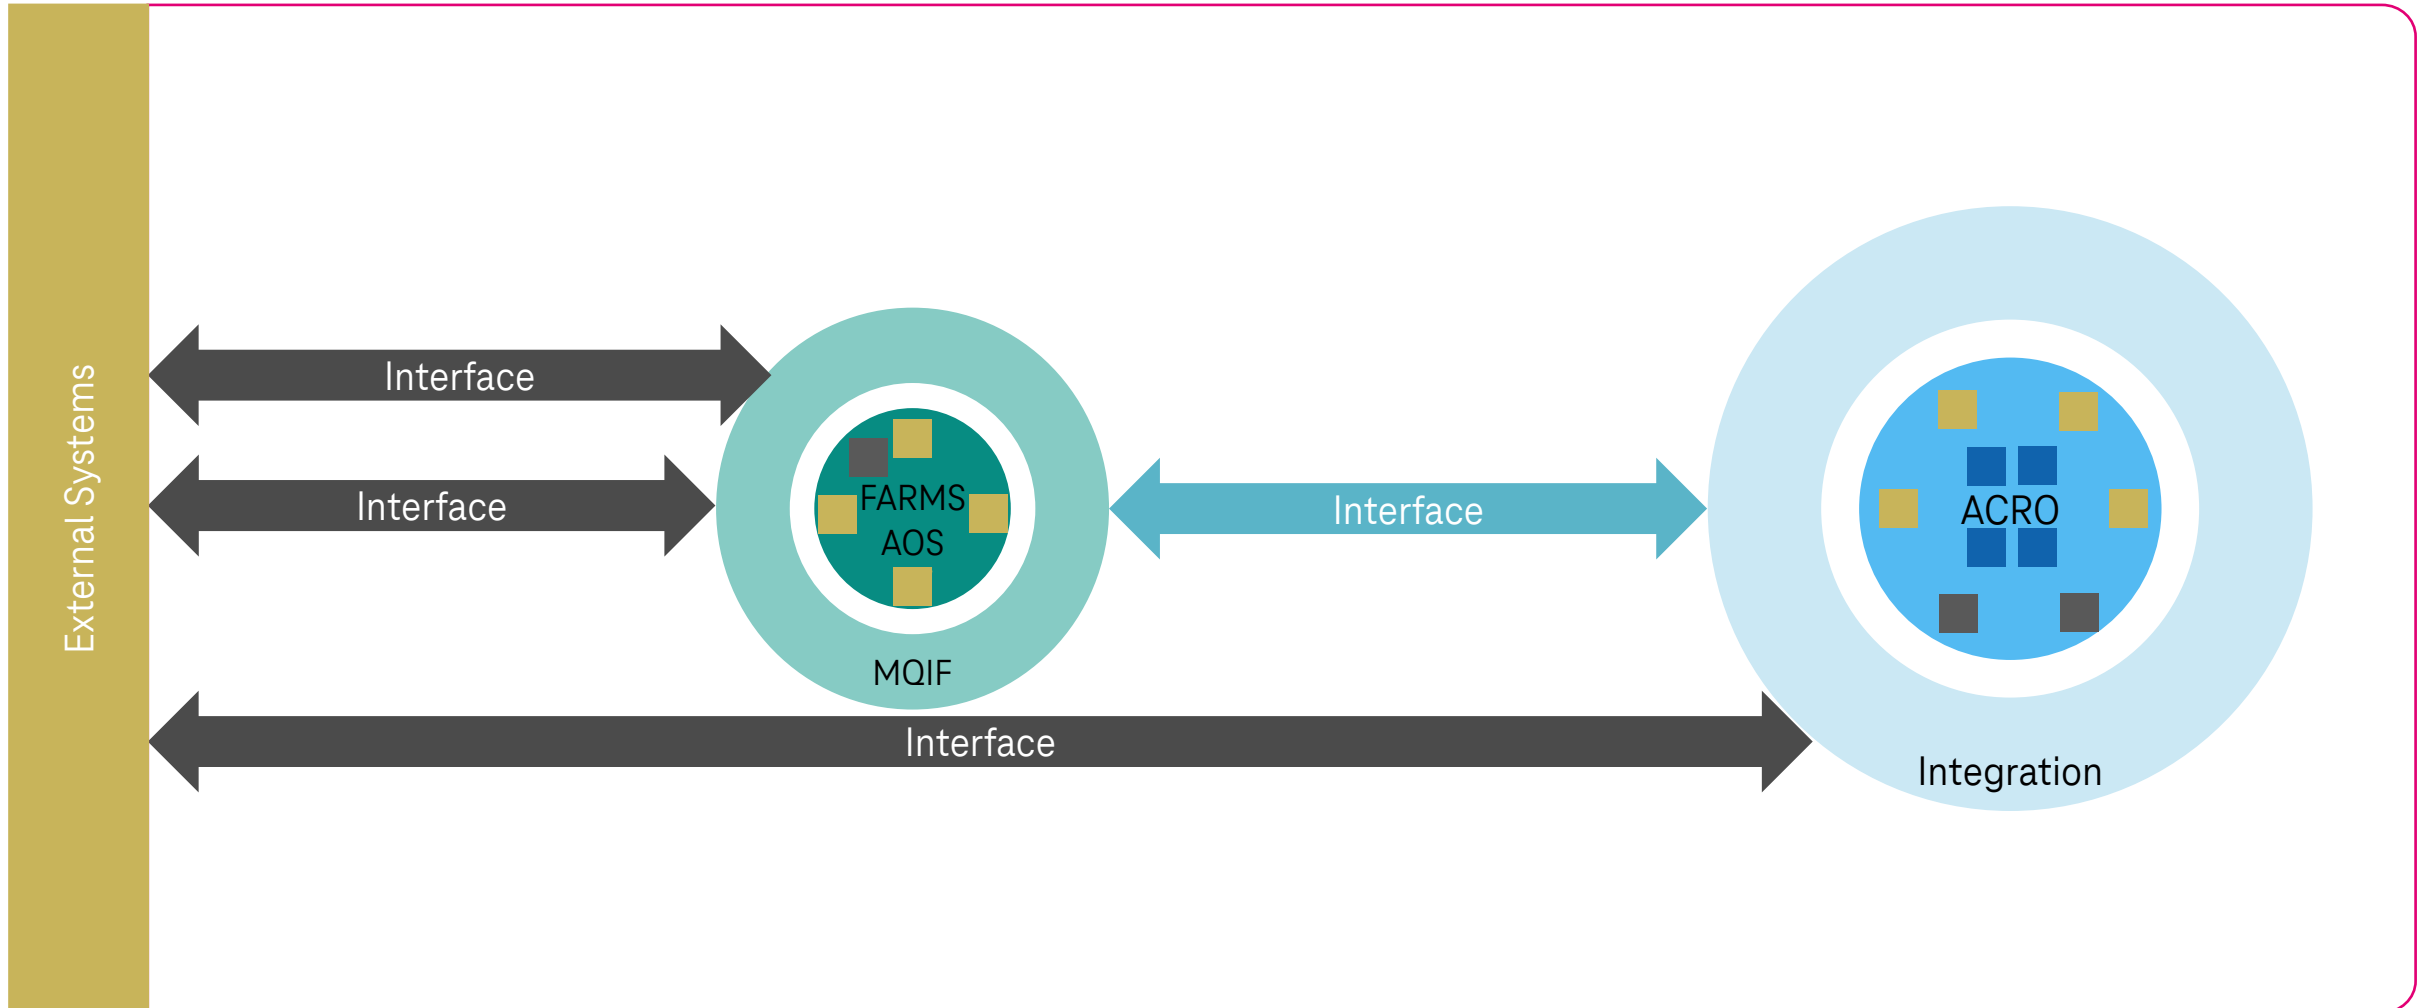 External Systems
Interface
Interface
Interface
Interface
FARMS
AOS
MQIF
ACRO
Integration